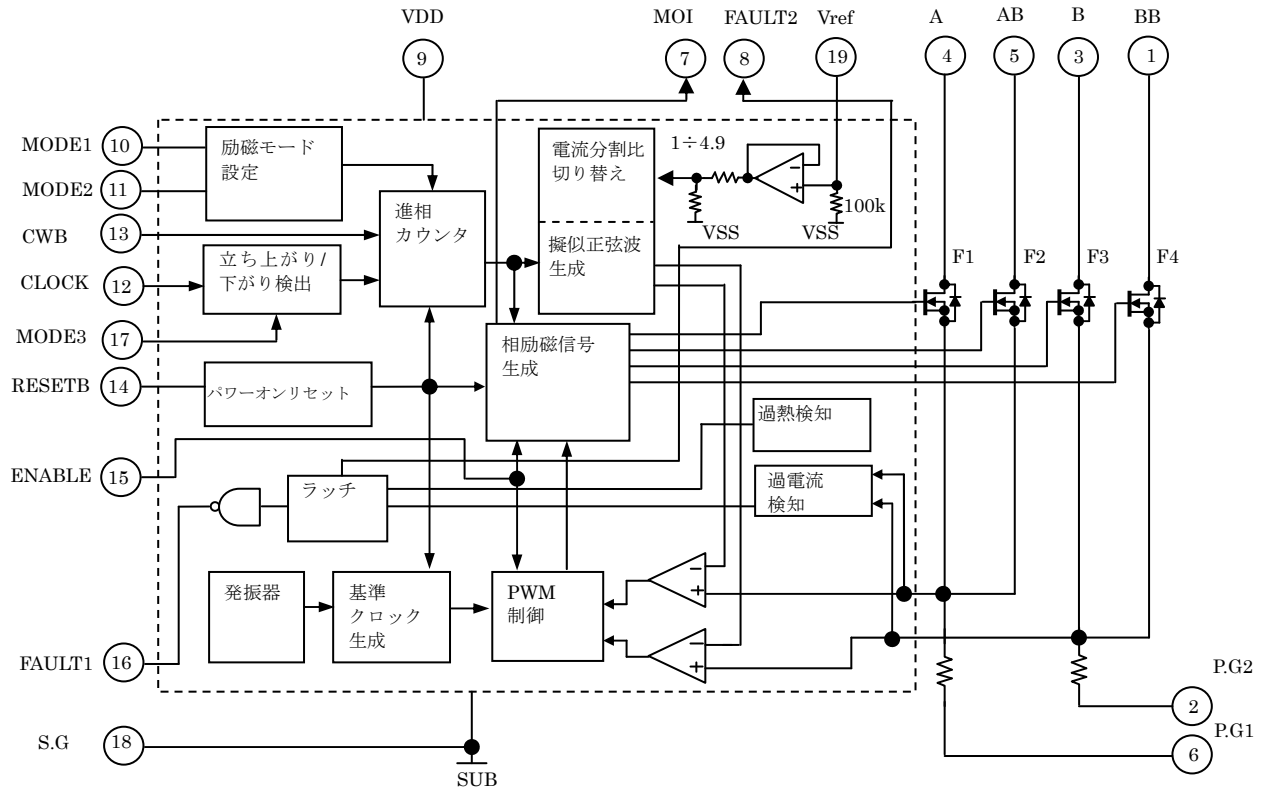 VDD
MOI
FAULT2
Vref
A
AB
B
BB
9
7
8
19
4
5
3
1
MODE1
10
MODE2
11
CWB
13
CLOCK
12
MODE3
17
RESETB
14
ENABLE
15
FAULT1
16
S.G
18
励磁モード
設定
進相
カウンタ
立ち上がり/
下がり検出
パワーオンリセット
電流分割比
切り替え
擬似正弦波
生成
1÷4.9
−
+
100k
VSS
VSS
相励磁信号
生成
F1
F2
F3
F4
過熱検知
過電流
検知
ラッチ
発振器
基準
クロック
生成
PWM
制御
−
+
−
+
P.G2
2
P.G1
6
SUB